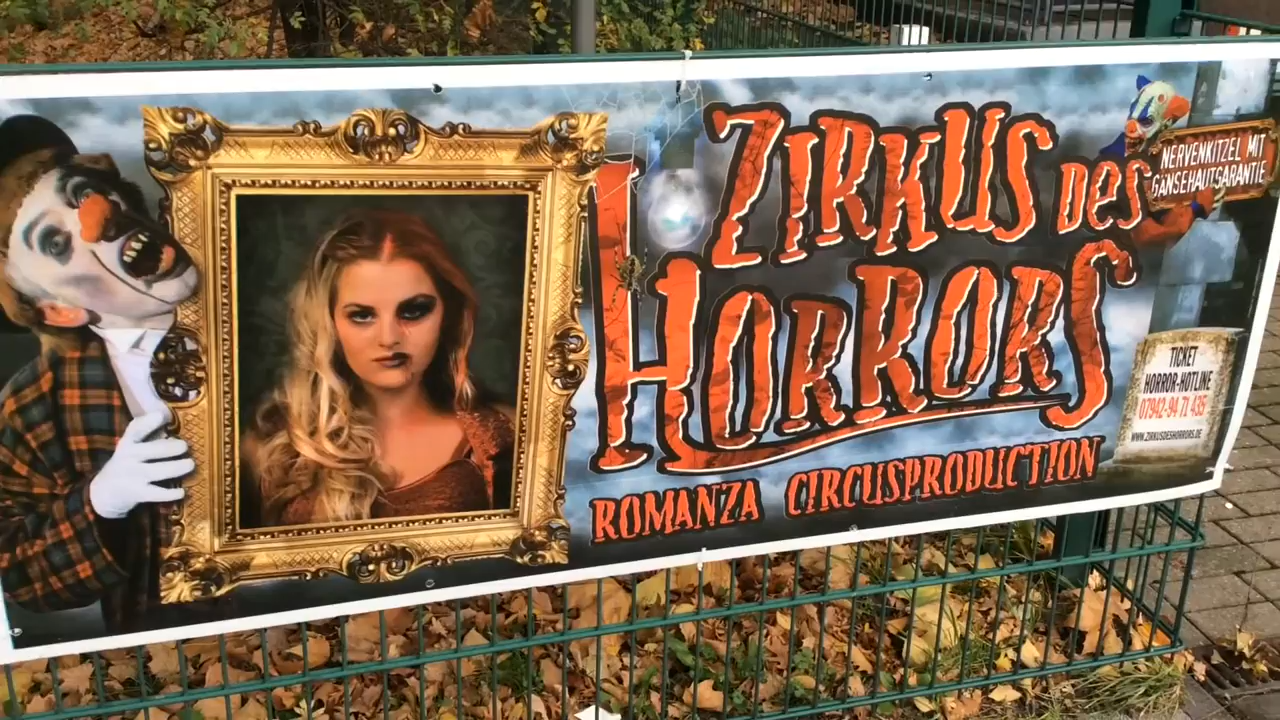 ZIRKUS DES
HORRORS
ROMANZA CIRCUSPRODUCTION
NERVENKITZEL MIT
GÄNSEHAUTGARANTIE
TICKET
HORROR-HOTLINE
07942-94 71 435
WWW.ZIRKUSDESHORRORS.DE